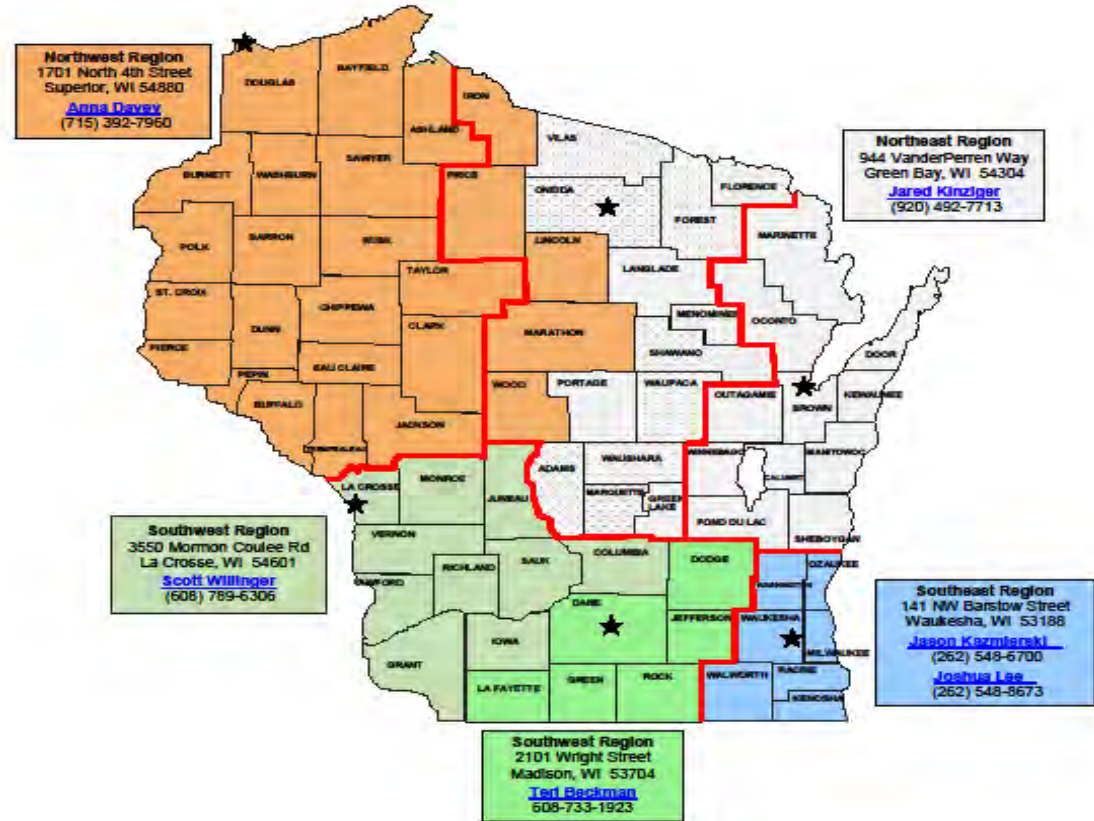 Northwest Region
1701 North 4th Street
Superior, WI 54880
Anna Davey
(715) 392-7960
Northeast Region
944 VanderPerren Way
Green Bay, WI 54304
Jared Kinziger
(920) 492-7713
Southwest Region
3550 Mormon Coulee Rd
La Crosse, WI 54601
Scott Willinger
(608) 789-6306
Southeast Region
141 NW Barstow Street
Waukesha, WI 53188
Jason Kazmierski
(262) 548-6700
Joshua Lee
(262) 548-8673
Southwest Region
2101 Wright Street
Madison, WI 53704
Teri Beckman
608-733-1923
DOUGLAS
BAYFIELD
IRON
ASHLAND
VILAS
BURNETT
WASHBURN
SAWYER
PRICE
ONEIDA
FLORENCE
FOREST
MARINETTE
POLK
BARRON
RUSK
LINCOLN
LANGLADE
TAYLOR
ST. CROIX
CHIPPEWA
MENOMINEE
OCONTO
DUNN
CLARK
MARATHON
SHAWANO
DOOR
PIERCE
EAU CLAIRE
PEPIN
WOOD
PORTAGE
WAUPACA
OUTAGAMIE
BROWN
KEWAUNEE
BUFFALO
JACKSON
WAUSHARA
WINNEBAGO
MANITOWOC
ADAMS
CALUMET
LA CROSSE
MONROE
JUNEAU
MARQUETTE
GREEN
LAKE
FOND DU LAC
SHEBOYGAN
VERNON
COLUMBIA
DODGE
RICHLAND
SAUK
OZAUKEE
WASHINGTON
DANE
JEFFERSON
WAUKESHA
IOWA
MILWAUKEE
GRANT
LA FAYETTE
GREEN
ROCK
WALWORTH
RACINE
KENOSHA